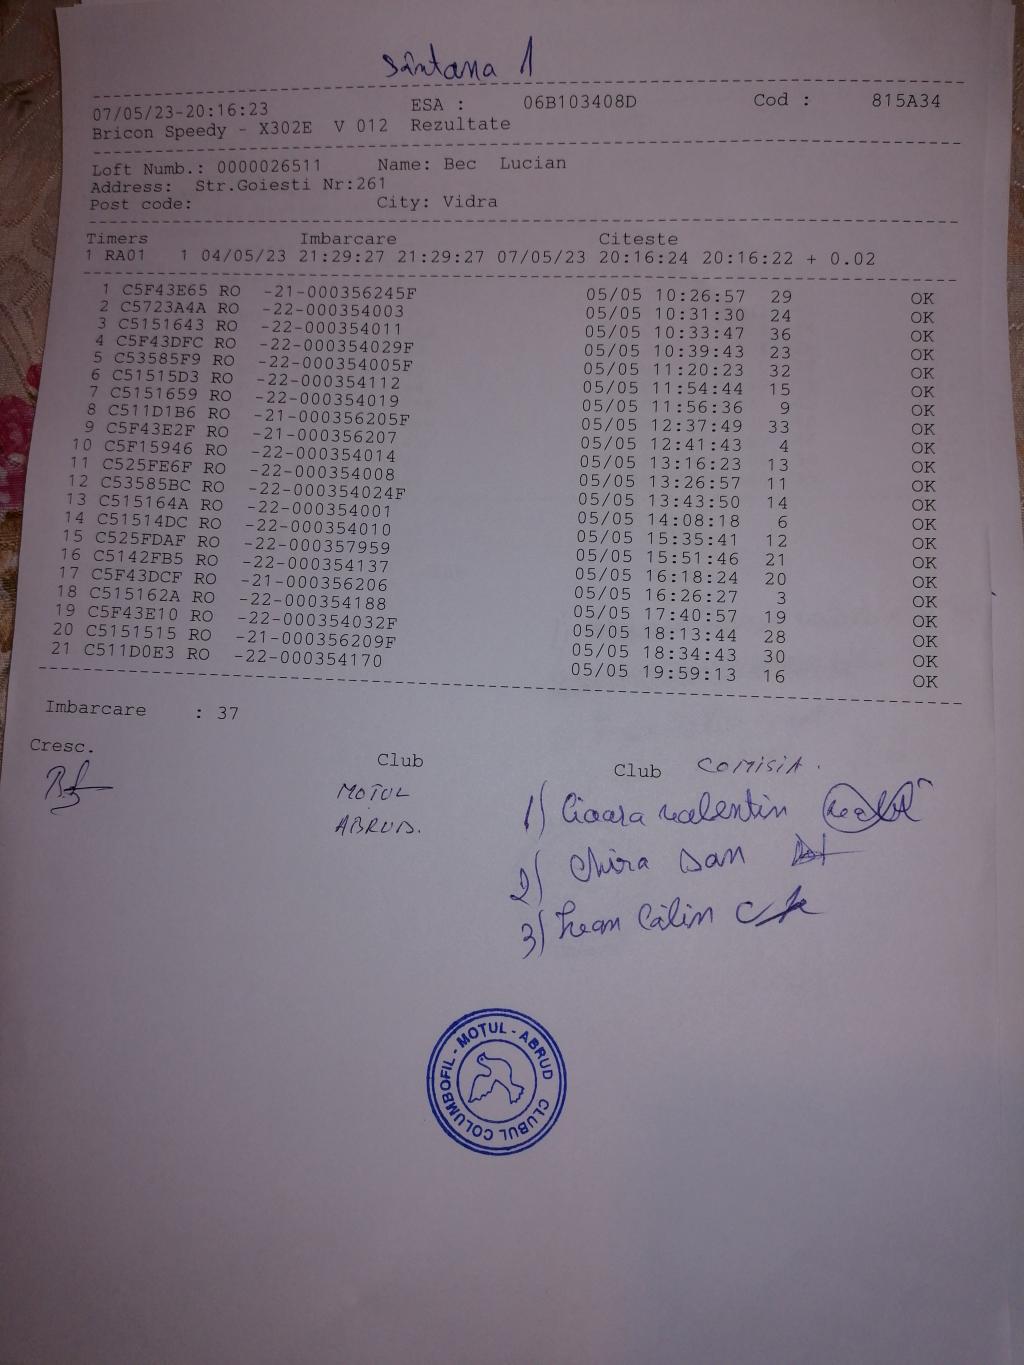 Sântana 1
07/05/23-20:16:23 ESA : 06B103408D Cod : 815A34
Bricon Speedy - X302E V 012 Rezultate
Loft Numb.: 0000026511 Name: Bec Lucian
Address: Str.Goiesti Nr:261
Post code: City: Vidra
Timers Imbarcare Citeste
1 RA01 1 04/05/23 21:29:27 21:29:27 07/05/23 20:16:24 20:16:22 + 0.02
1 C5F43E65 RO -21-000356245F 05/05 10:26:57 29 OK
2 C5723A4A RO -22-000354003 05/05 10:31:30 24 OK
3 C5151643 RO -22-000354011 05/05 10:33:47 36 OK
4 C5F43DFC RO -22-000354029F 05/05 10:39:43 23 OK
5 C53585F9 RO -22-000354005F 05/05 11:20:23 32 OK
6 C51515D3 RO -22-000354112 05/05 11:54:44 15 OK
7 C5151659 RO -22-000354019 05/05 11:56:36 9 OK
8 C511D1B6 RO -21-000356205F 05/05 12:37:49 33 OK
9 C5F43E2F RO -21-000356207 05/05 12:41:43 4 OK
10 C5F15946 RO -22-000354014 05/05 13:16:23 13 OK
11 C525FE6F RO -22-000354008 05/05 13:26:57 11 OK
12 C53585BC RO -22-000354024F 05/05 13:43:50 14 OK
13 C515164A RO -22-000354001 05/05 14:08:18 6 OK
14 C51514DC RO -22-000354010 05/05 15:35:41 12 OK
15 C525FDAF RO -22-000357959 05/05 15:51:46 21 OK
16 C5142FB5 RO -22-000354137 05/05 16:18:24 20 OK
17 C5F43DCF RO -21-000356206 05/05 16:26:27 3 OK
18 C515162A RO -22-000354188 05/05 17:40:57 19 OK
19 C5F43E10 RO -22-000354032F 05/05 18:13:44 28 OK
20 C5151515 RO -21-000356209F 05/05 18:34:43 30 OK
21 C511D0E3 RO -22-000354170 05/05 19:59:13 16 OK
Imbarcare : 37
Cresc. Club Club COMISIA.
MOTUL
ABRUD.
1) Cioara Valentin
2) Chira Dan
3) Lean Călin
CLUBUL COLUMBOFIL - MOTUL - ABRUD